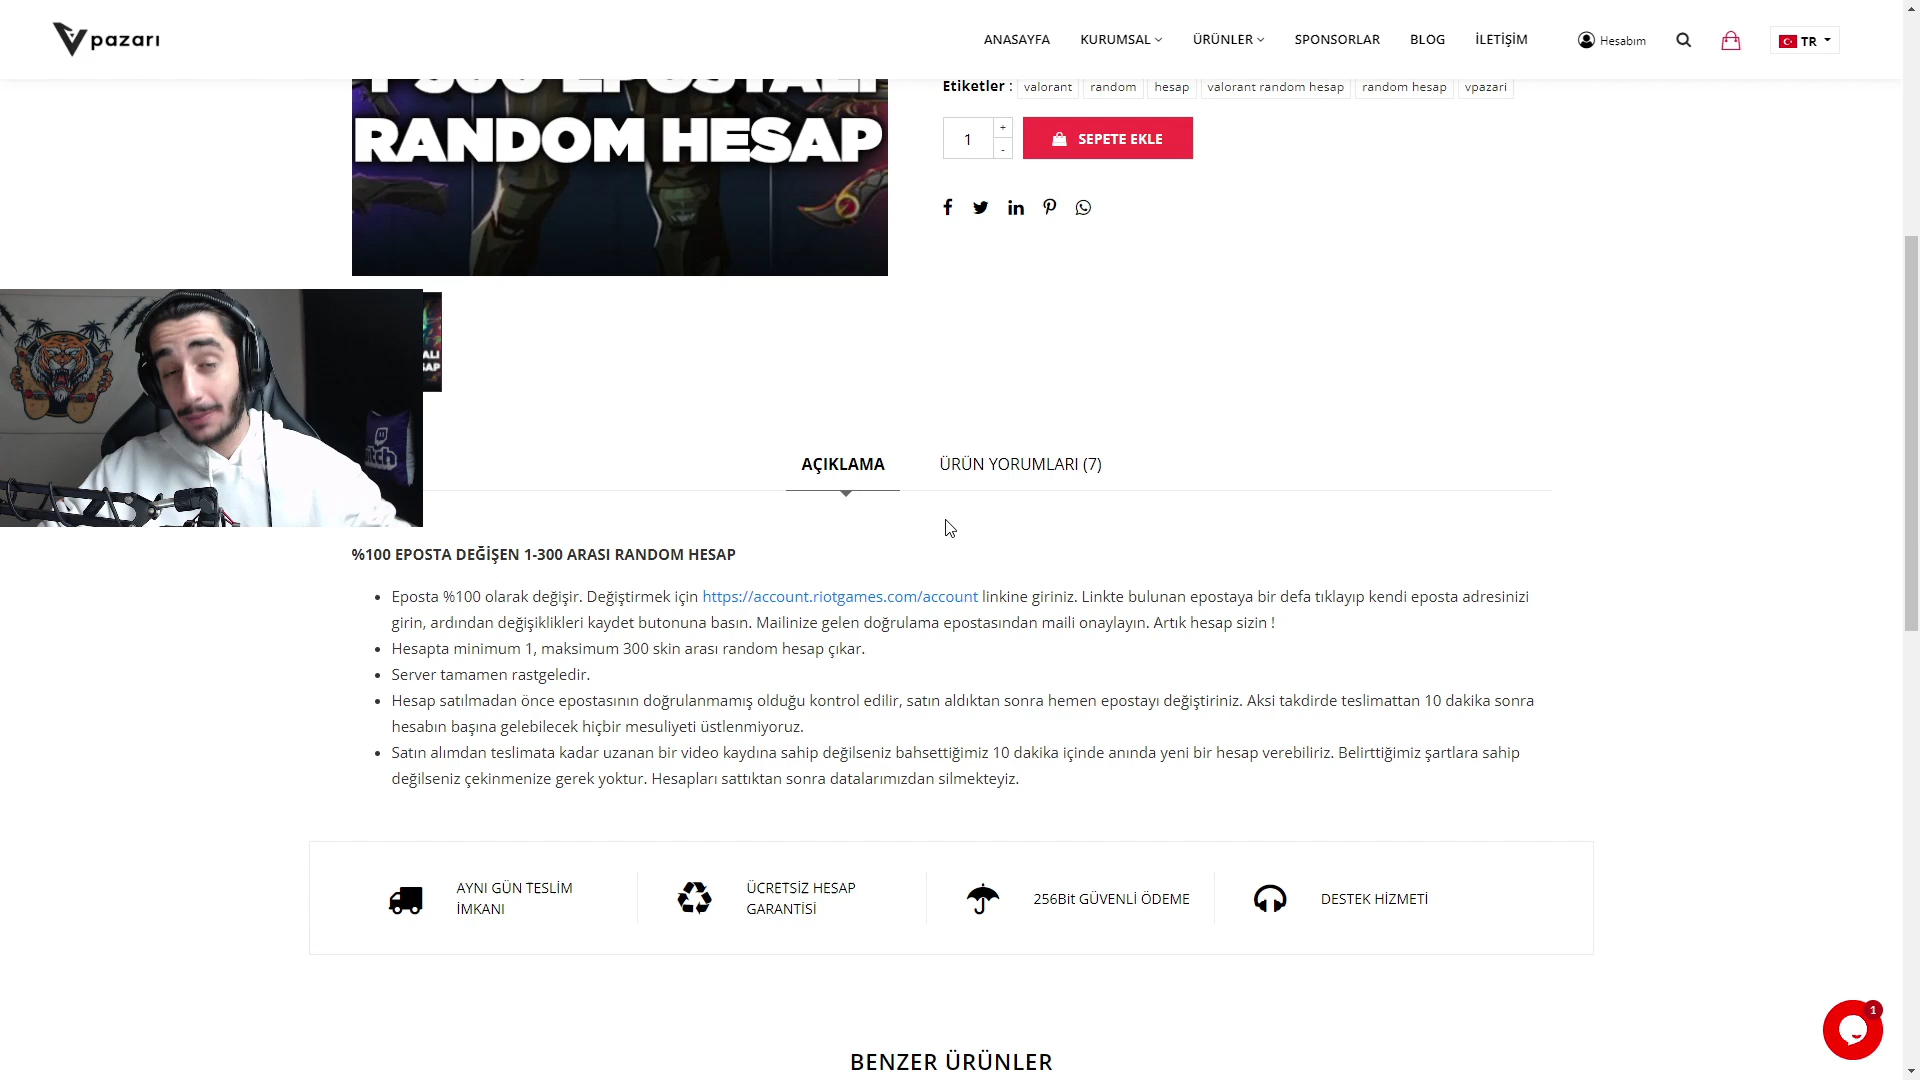 pazarı
ANASAYFA KURUMSAL ÜRÜNLER SPONSORLAR BLOG İLETİŞİM Hesabım TR
1-300 EPOSTALI
RANDOM HESAP
Etiketler : valorant random hesap valorant random hesap random hesap vpazari
1 + -
SEPETE EKLE
ALI
SAP
AÇIKLAMA ÜRÜN YORUMLARI (7)
%100 EPOSTA DEĞİŞEN 1-300 ARASI RANDOM HESAP
Eposta %100 olarak değişir. Değiştirmek için https://account.riotgames.com/account linkine giriniz. Linkte bulunan epostaya bir defa tıklayıp kendi eposta adresinizi
girin, ardından değişiklikleri kaydet butonuna basın. Mailinize gelen doğrulama epostasından maili onaylayın. Artık hesap sizin !
Hesapta minimum 1, maksimum 300 skin arası random hesap çıkar.
Server tamamen rastgeledir.
Hesap satılmadan önce epostasının doğrulanmamış olduğu kontrol edilir, satın aldıktan sonra hemen epostayı değiştiriniz. Aksi takdirde teslimattan 10 dakika sonra
hesabın başına gelebilecek hiçbir mesuliyeti üstlenmiyoruz.
Satın alımdan teslimata kadar uzanan bir video kaydına sahip değilseniz bahsettiğimiz 10 dakika içinde anında yeni bir hesap verebiliriz. Belirttiğimiz şartlara sahip
değilseniz çekinmenize gerek yoktur. Hesapları sattıktan sonra datalarımızdan silmekteyiz.
AYNI GÜN TESLİM
İMKANI
ÜCRETSİZ HESAP
GARANTİSİ
256Bit GÜVENLİ ÖDEME
DESTEK HİZMETİ
1
BENZER ÜRÜNLER